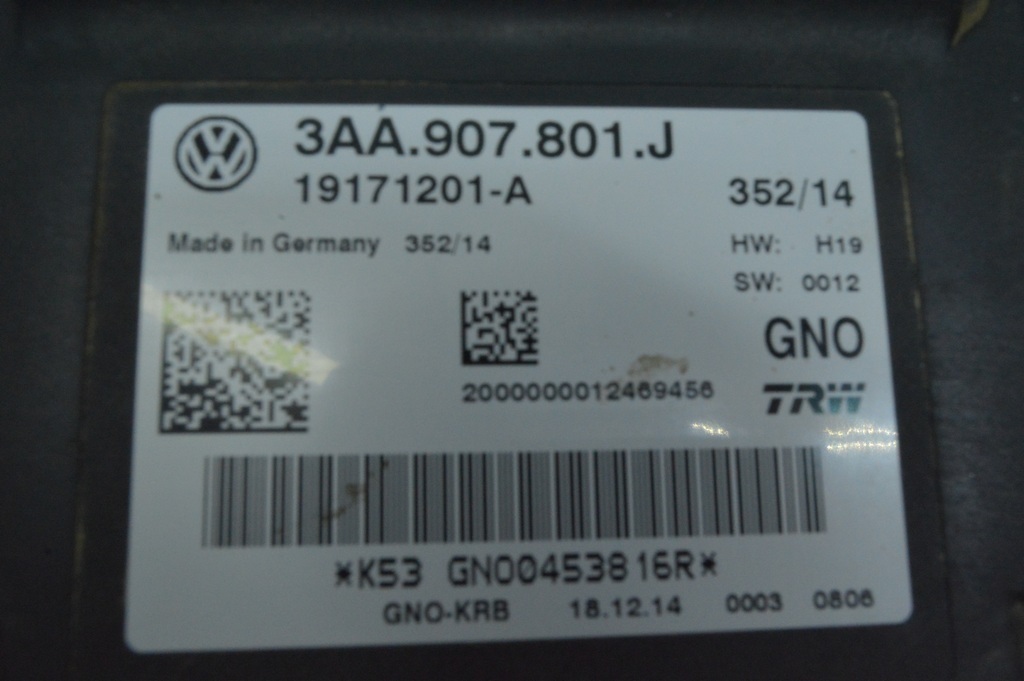 3AA.907.801.J
19171201-A 352/14
Made in Germany 352/14 HW: H19
SW: 0012
GNO
2000000012469456 TRW
*K53 GNO0453816R*
GNO-KRB 18.12.14 0003 0806